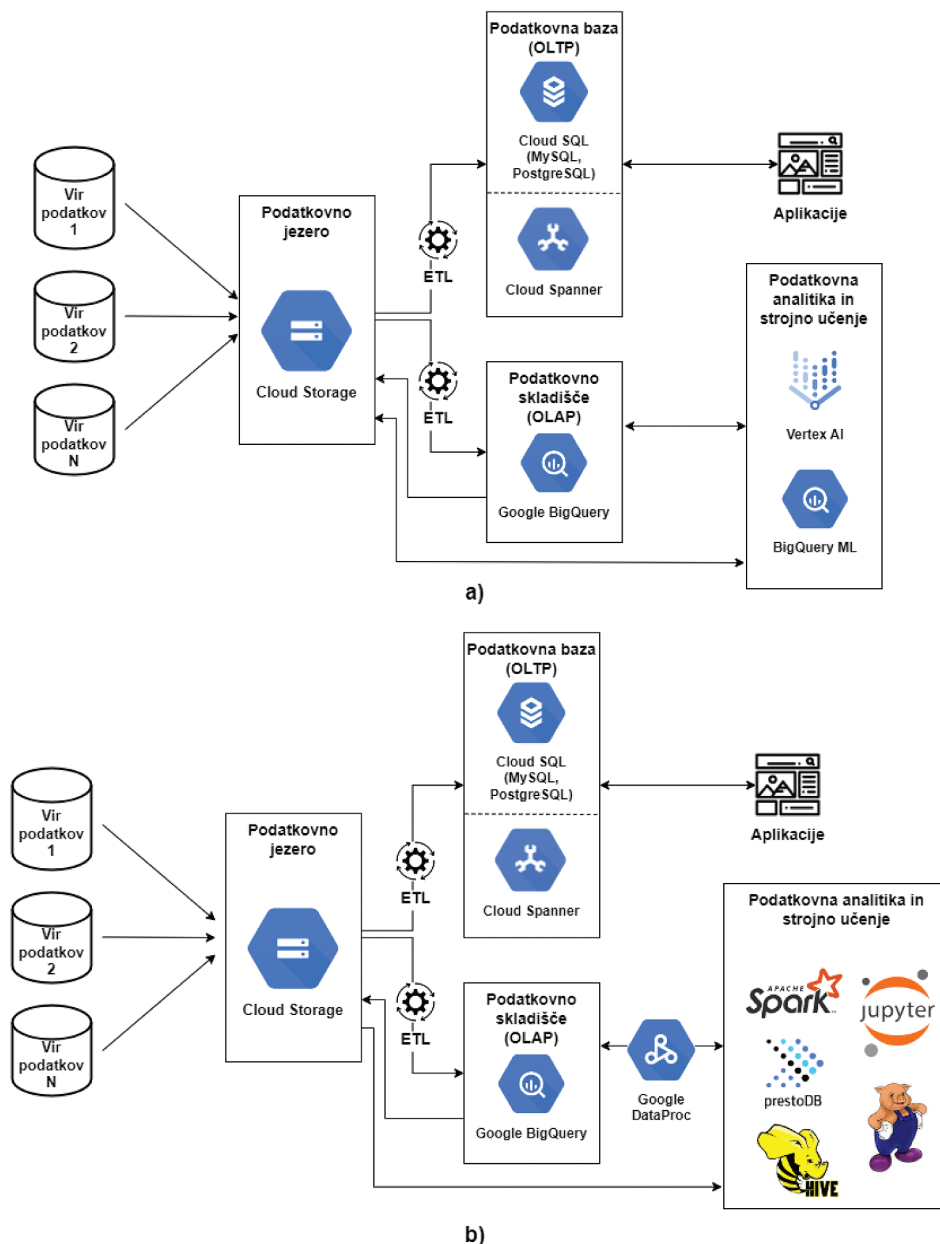 Podatkovna baza
(OLTP)
Cloud SQL
(MySQL,
PostgreSQL)
Cloud Spanner
Aplikacije
Vir
podatkov
1
Vir
podatkov
2
Vir
podatkov
N
Podatkovno
jezero
Cloud Storage
ETL
ETL
Podatkovno
skladišče
(OLAP)
Google BigQuery
Podatkovna
analitika in
strojno učenje
Vertex AI
BigQuery ML
a)
Podatkovna baza
(OLTP)
Cloud SQL
(MySQL,
PostgreSQL)
Cloud Spanner
Aplikacije
Vir
podatkov
1
Vir
podatkov
2
Vir
podatkov
N
Podatkovno
jezero
Cloud Storage
ETL
ETL
Podatkovno
skladišče
(OLAP)
Google BigQuery
Google
DataProc
Podatkovna analitika in
strojno učenje
APACHE
Spark
jupyter
prestoDB
HIVE
b)